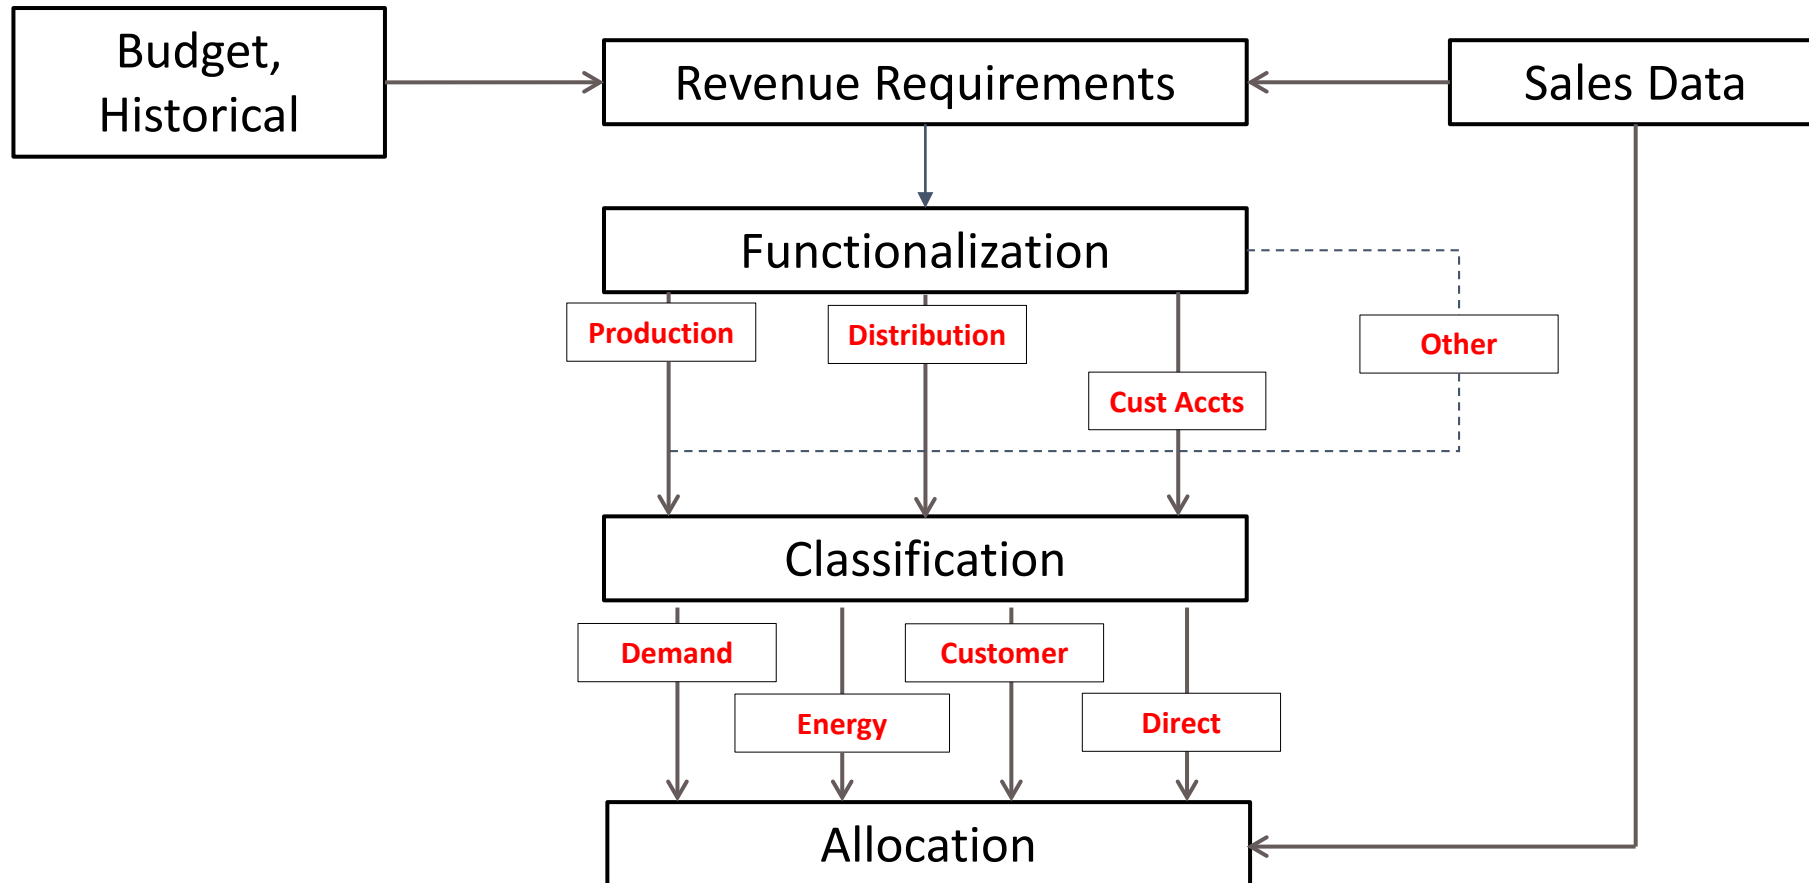 Budget,
Historical
Revenue Requirements
Sales Data
Functionalization
Production
Distribution
Other
Cust Accts
Classification
Demand
Customer
Energy
Direct
Allocation